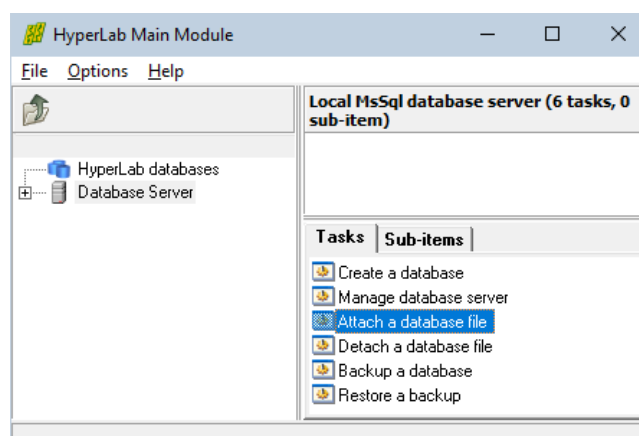 HyperLab Main Module
File Options Help
Local MsSql database server (6 tasks, 0
sub-item)
HyperLab databases
Database Server
Tasks Sub-items
Create a database
Manage database server
Attach a database file
Detach a database file
Backup a database
Restore a backup